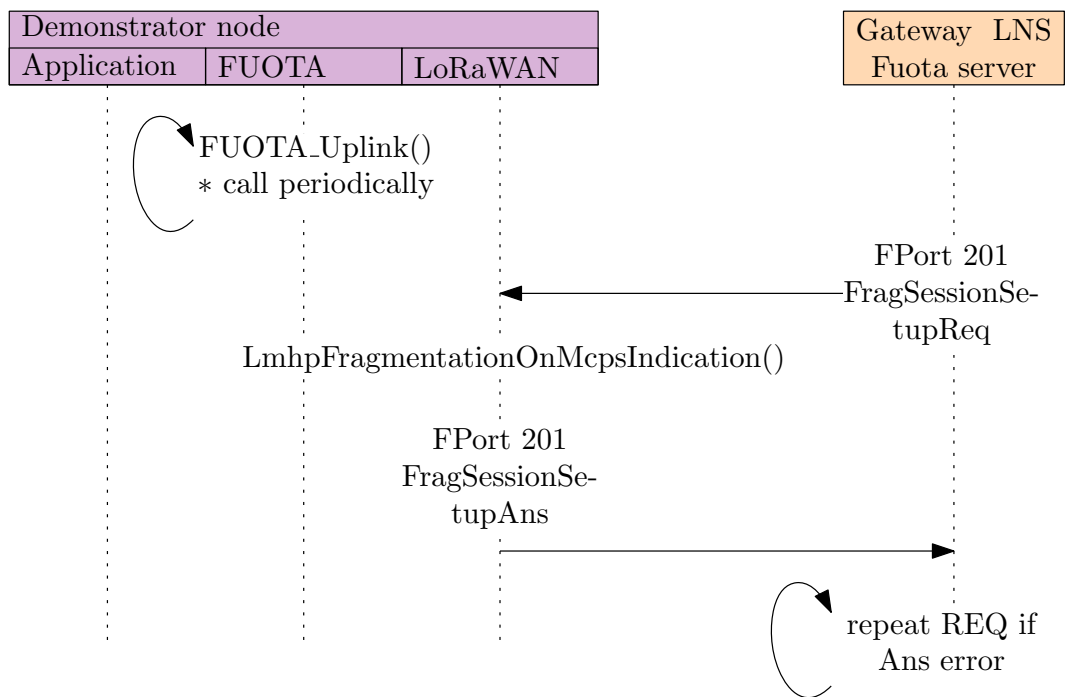 Demonstrator node
Application FUOTA LoRaWAN
Gateway LNS
Fuota server
FUOTA_Uplink()
* call periodically
FPort 201
FragSessionSe-
tupReq
LmhpFragmentationOnMcpsIndication()
FPort 201
FragSessionSe-
tupAns
repeat REQ if
Ans error